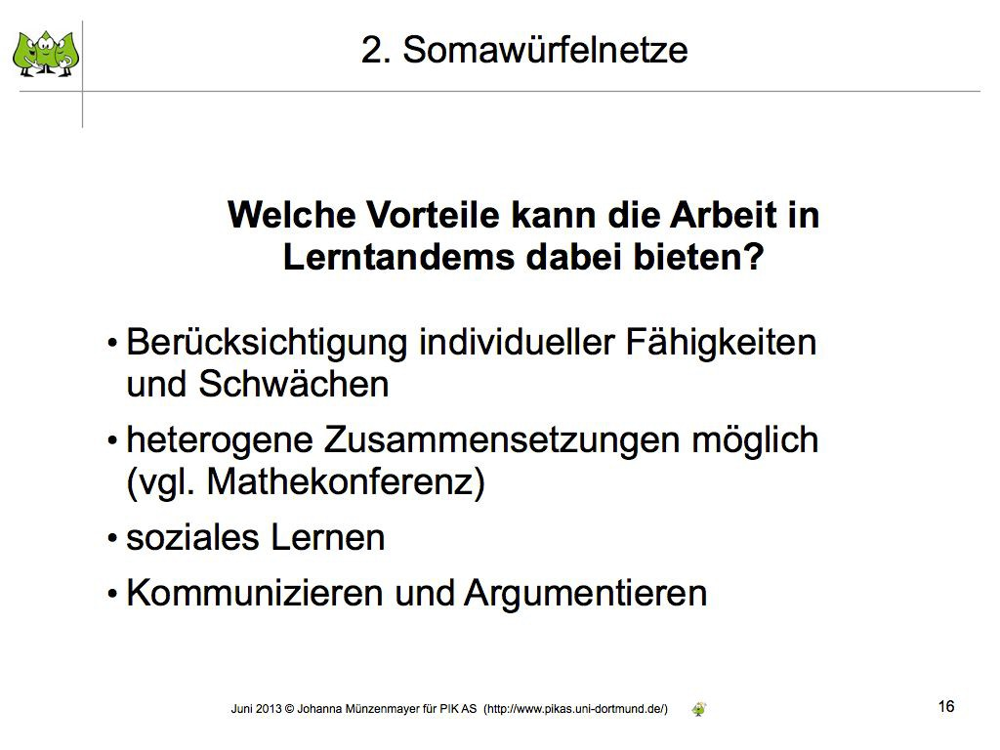 2. Somawürfelnetze
Welche Vorteile kann die Arbeit in
Lerntandems dabei bieten?
• Berücksichtigung individueller Fähigkeiten
und Schwächen
• heterogene Zusammensetzungen möglich
(vgl. Mathekonferenz)
• soziales Lernen
• Kommunizieren und Argumentieren
Juni 2013 © Johanna Münzenmayer für PIK AS (http://www.pikas.uni-dortmund.de/)
16